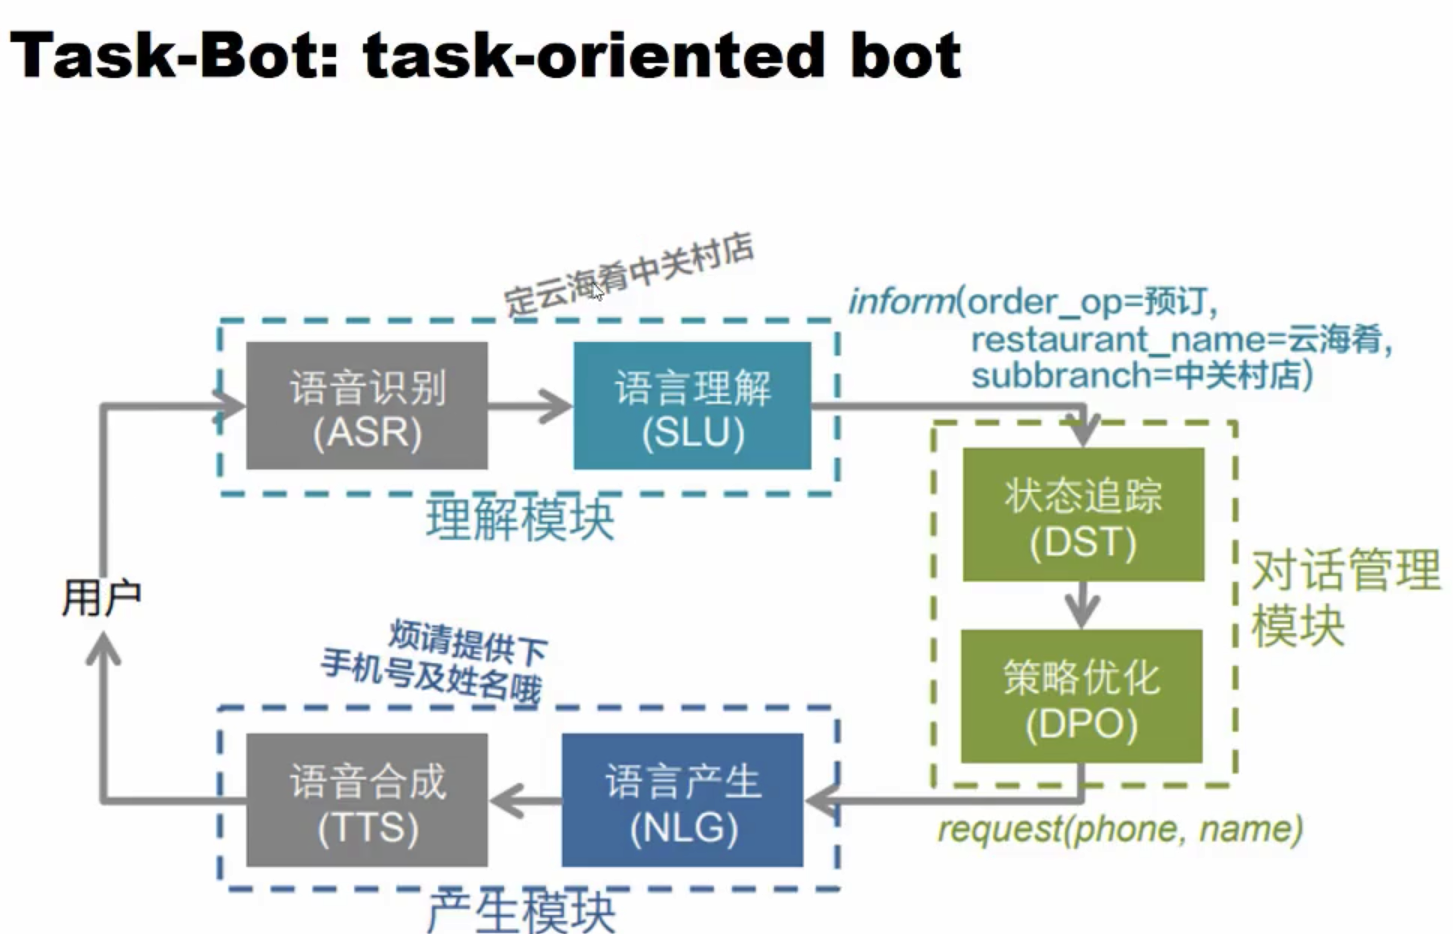 Task-Bot: task-oriented bot
定云海肴中关村店
inform(order_op=预订,
restaurant_name=云海肴,
subbranch=中关村店)
语音识别
(ASR)
语言理解
(SLU)
理解模块
状态追踪
(DST)
对话管理
模块
策略优化
(DPO)
用户
烦请提供下
手机号及姓名哦
语音合成
(TTS)
语言产生
(NLG)
request(phone, name)
产生模块